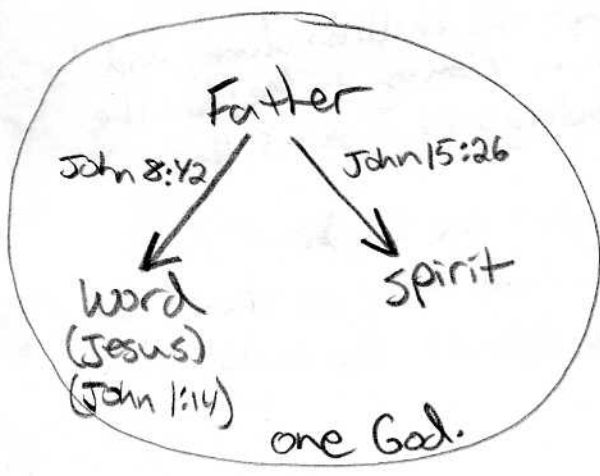 Father
John 8:42
John 15:26
word
(Jesus)
(John 1:14)
spirit
one God.